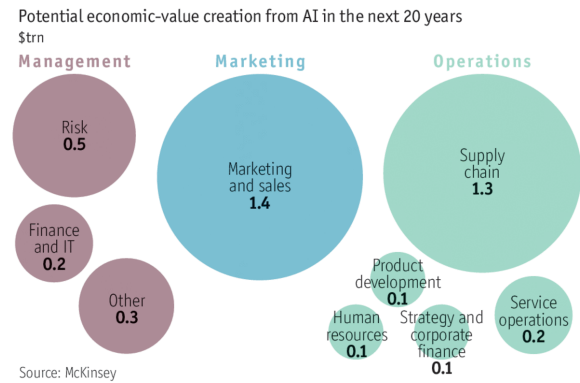 Potential economic-value creation from AI in the next 20 years
$trn
Management
Marketing
Operations
Risk
0.5
Finance
and IT
0.2
Other
0.3
Marketing
and sales
1.4
Supply
chain
1.3
Product
development
0.1
Human
resources
0.1
Strategy and
corporate
finance
0.1
Service
operations
0.2
Source: McKinsey